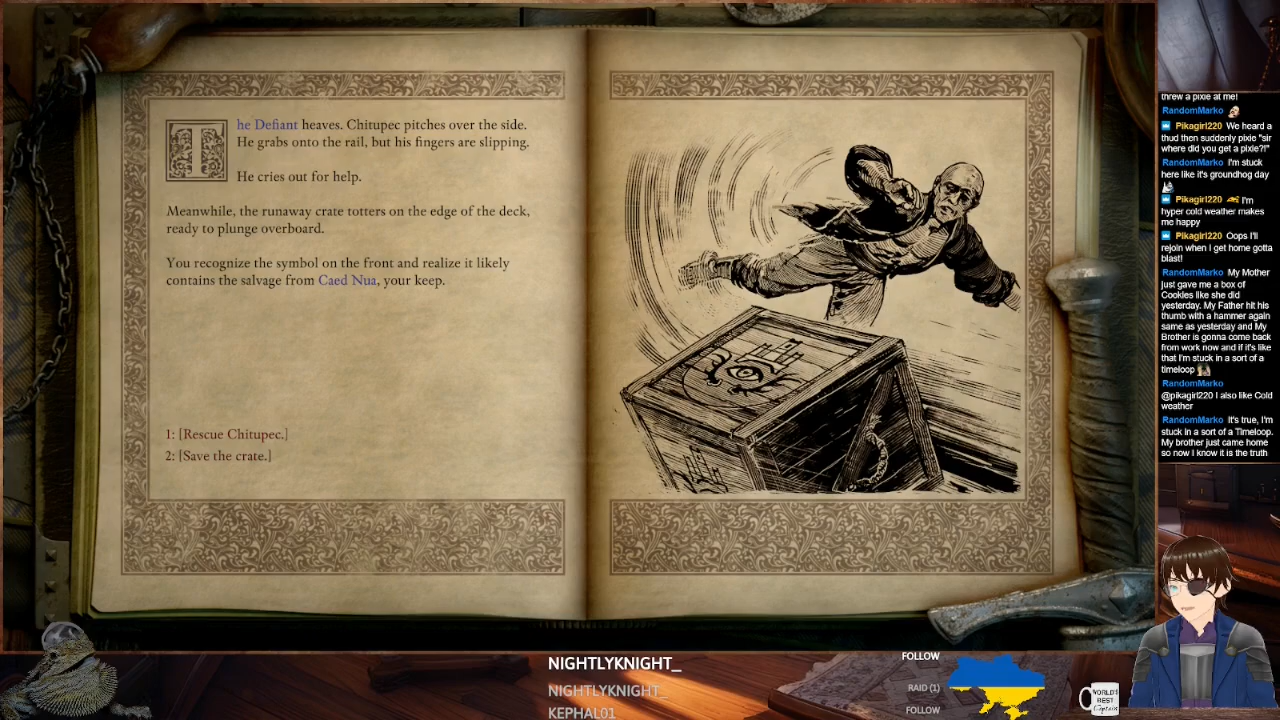 The Defiant heaves. Chitupec pitches over the side.
He grabs onto the rail, but his fingers are slipping.
He cries out for help.
Meanwhile, the runaway crate totters on the edge of the deck,
ready to plunge overboard.
You recognize the symbol on the front and realize it likely
contains the salvage from Caed Nua, your keep.
1: [Rescue Chitupec.]
2: [Save the crate.]
threw a pixie at me!
RandomMarko
Pikagirl220 We heard a
thud then suddenly pixie "sir
where did you get a pixie?!"
RandomMarko I'm stuck
here like it's groundhog day
Pikagirl220 I'm
hyper cold weather makes
me happy
Pikagirl220 Oops I'll
rejoin when I get home gotta
blast!
RandomMarko My Mother
just gave me a box of
Cookies like she did
yesterday. My Father hit his
thumb with a hammer again
same as yesterday and My
Brother is gonna come back
from work now and if it's like
that I'm stuck in a sort of a
timeloop
RandomMarko
@pikagirl220 I also like Cold
weather
RandomMarko It's true, I'm
stuck in a sort of a Timeloop.
My brother just came home
so now I know it is the truth
NIGHTLYKNIGHT_
NIGHTLYKNIGHT_
KEPHAL01
FOLLOW
RAID (1)
FOLLOW
WORLD'S
BEST
Captain